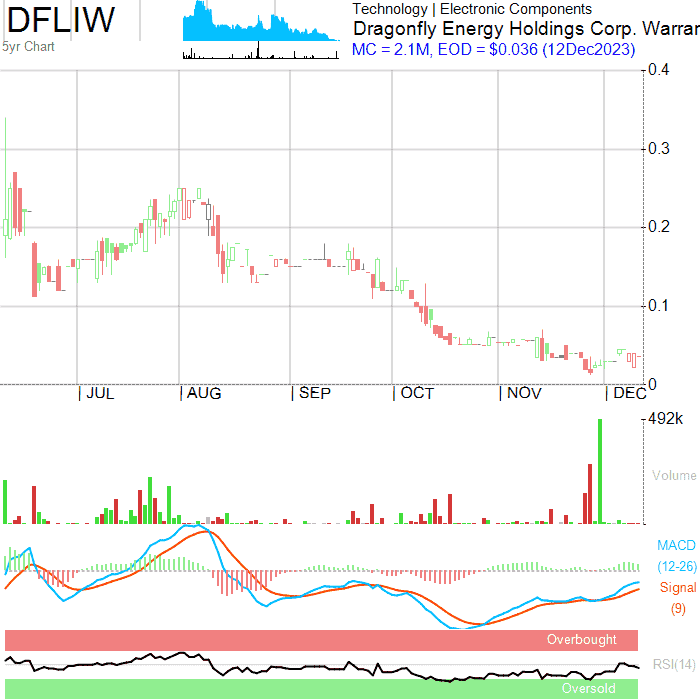 DFLIW
5yr Chart
Technology | Electronic Components
Dragonfly Energy Holdings Corp. Warran
MC = 2.1M, EOD = $0.036 (12Dec2023)
0.4
0.3
0.2
0.1
0
JUL AUG SEP OCT NOV DEC
492k
Volume
MACD
(12-26)
Signal
(9)
Overbought
RSI(14)
Oversold